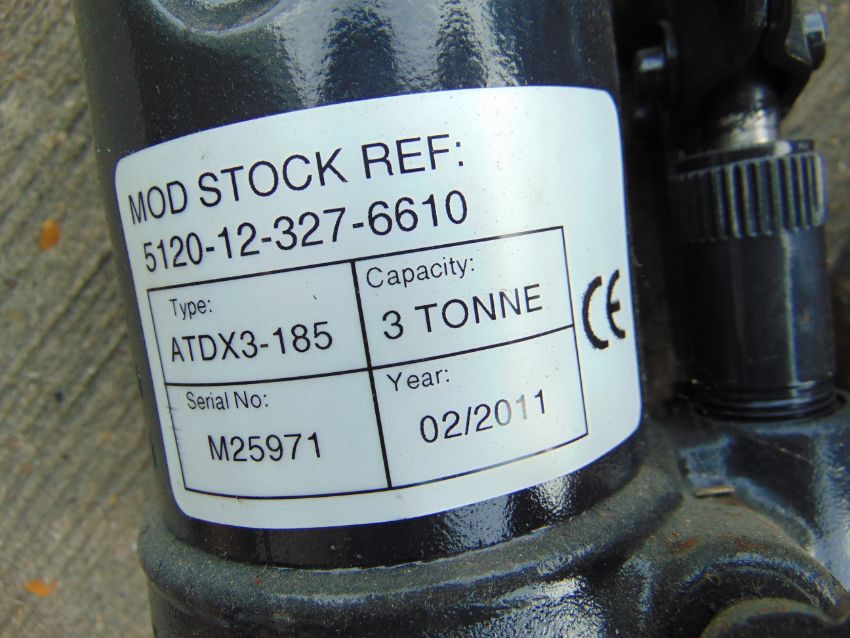 MOD STOCK REF:
5120-12-327-6610
Type:
ATDX3-185
Capacity:
3 TONNE
CE
Serial No:
M25971
Year:
02/2011